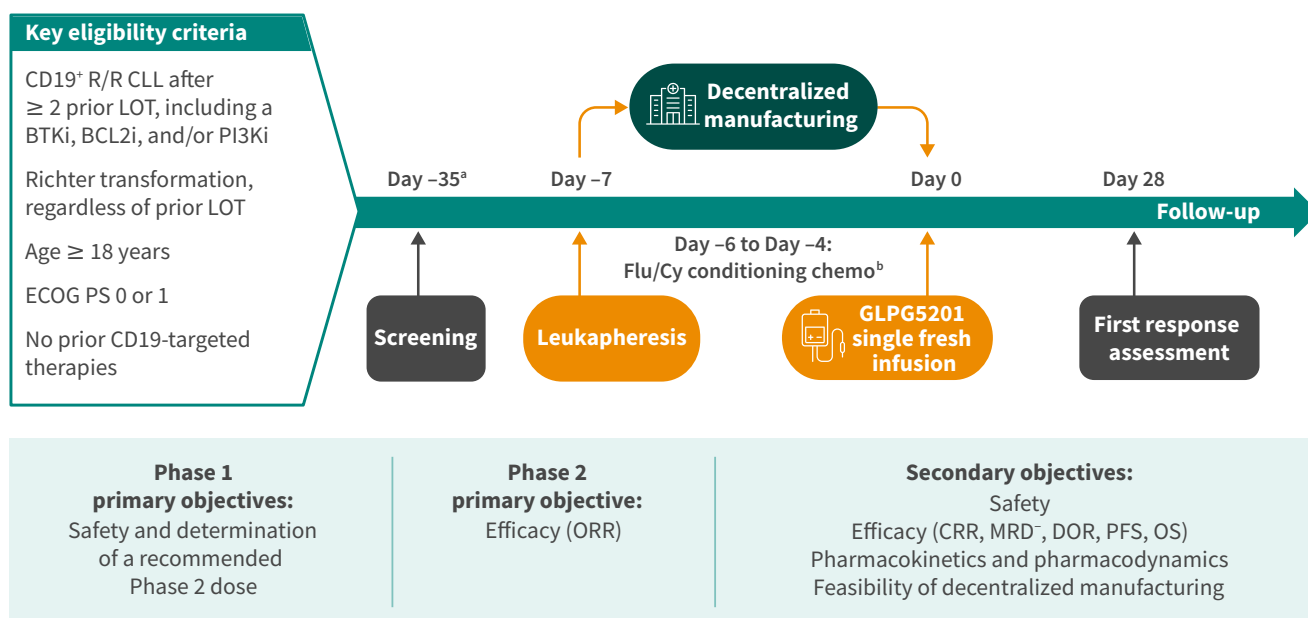 Key eligibility criteria
CD19⁺ R/R CLL after
≥ 2 prior LOT, including a
BTKi, BCL2i, and/or PI3Ki
Richter transformation,
regardless of prior LOT
Age ≥ 18 years
ECOG PS 0 or 1
No prior CD19-targeted
therapies
Decentralized
manufacturing
Day –35ᵃ
Day –7
Day 0
Day 28
Follow-up
Day –6 to Day –4:
Flu/Cy conditioning chemoᵇ
Screening
Leukapheresis
GLPG5201
single fresh
infusion
First response
assessment
Phase 1
primary objectives:
Safety and determination
of a recommended
Phase 2 dose
Phase 2
primary objective:
Efficacy (ORR)
Secondary objectives:
Safety
Efficacy (CRR, MRD⁻, DOR, PFS, OS)
Pharmacokinetics and pharmacodynamics
Feasibility of decentralized manufacturing